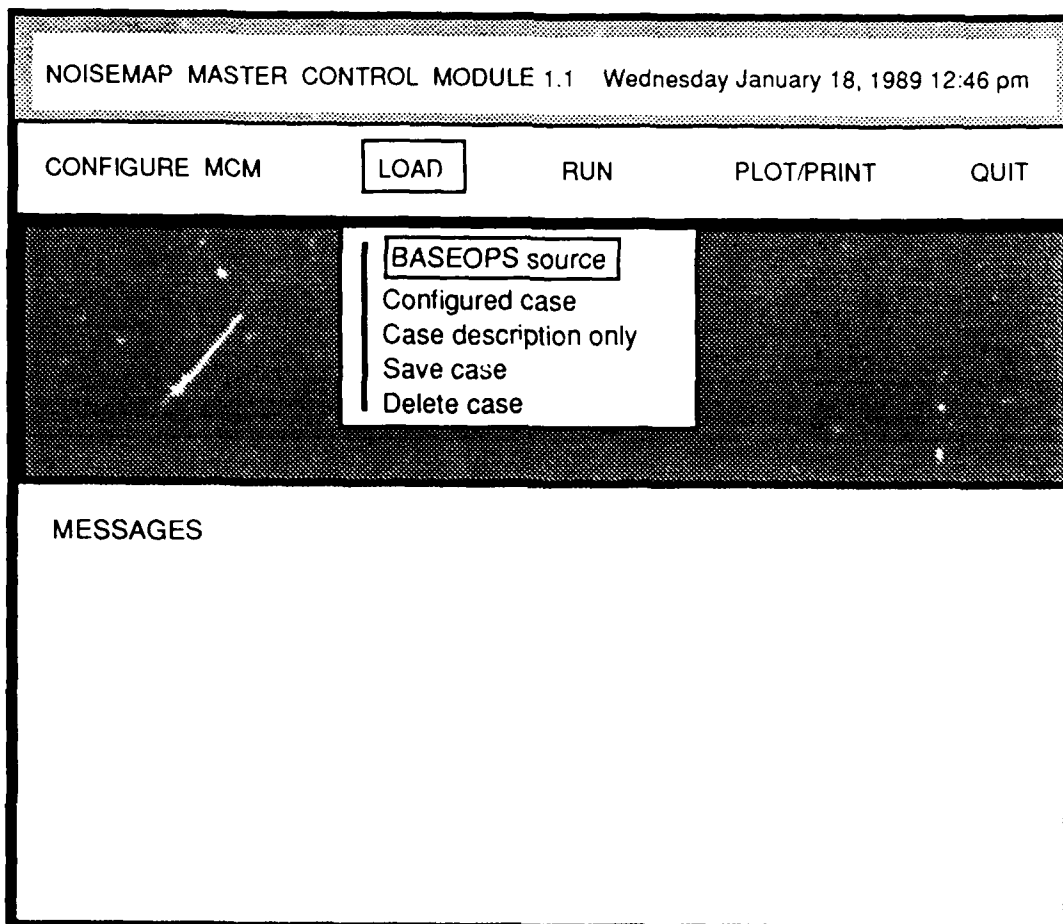 NOISEMAP MASTER CONTROL MODULE 1.1 Wednesday January 18, 1989 12:46 pm
CONFIGURE MCM LOAD RUN PLOT/PRINT QUIT
BASEOPS source
Configured case
Case description only
Save case
Delete case
MESSAGES